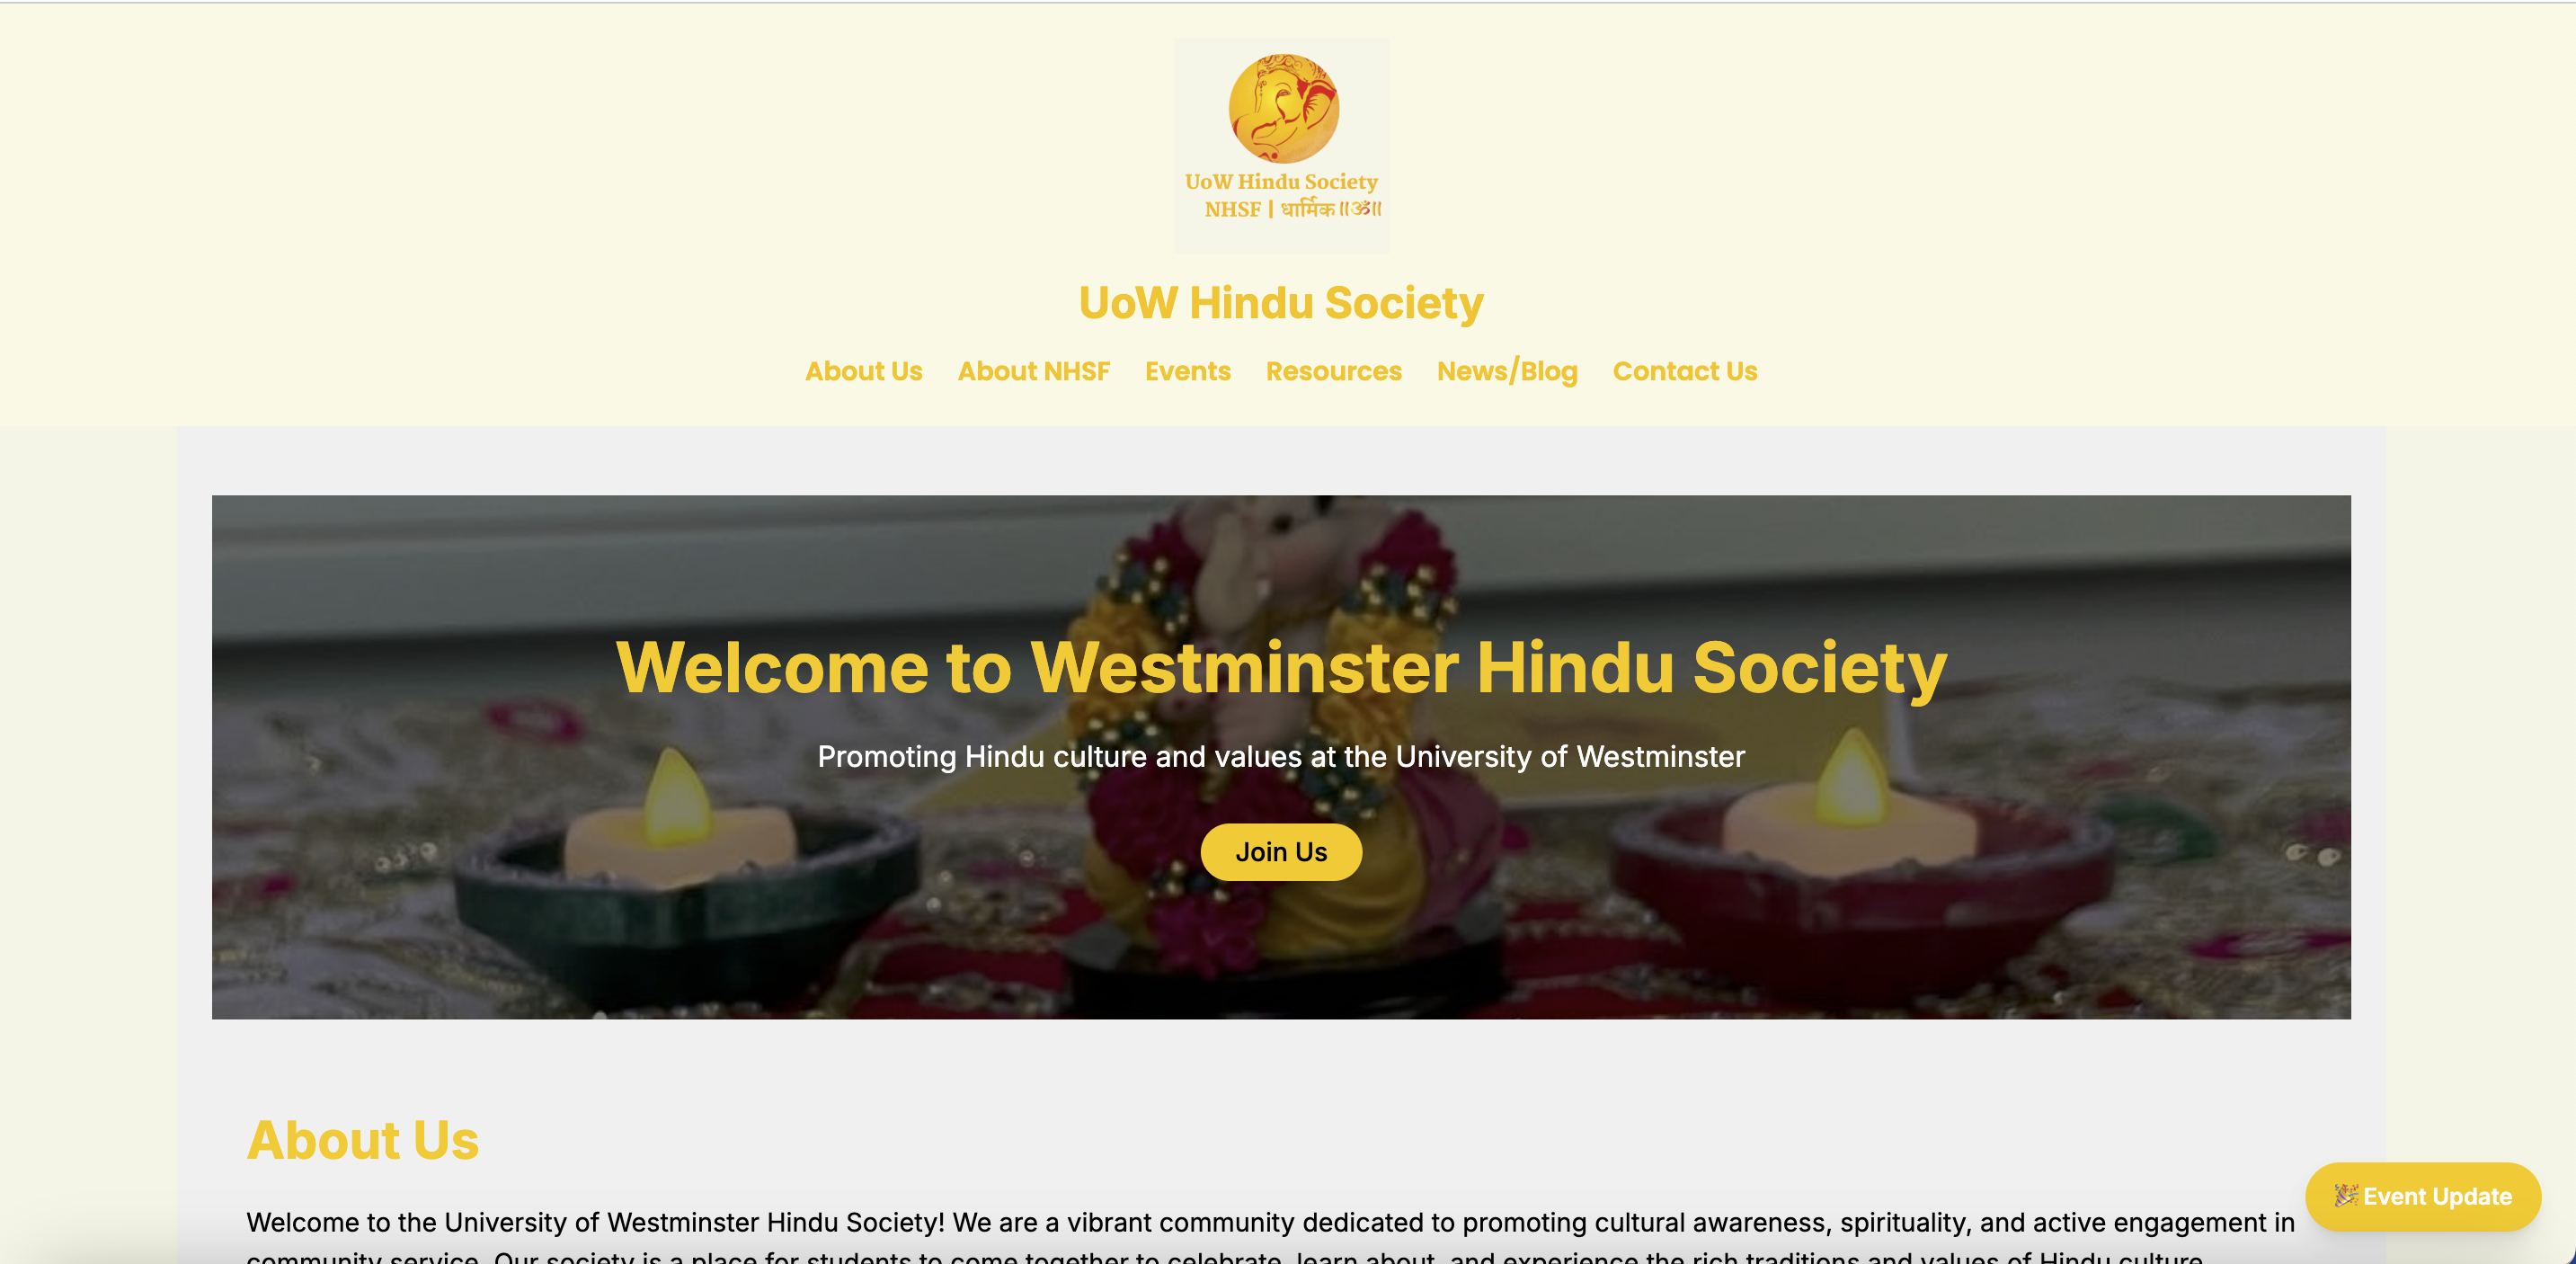 UoW Hindu Society
NHSF | धार्मिक ॥ॐ॥
UoW Hindu Society
About Us About NHSF Events Resources News/Blog Contact Us
Welcome to Westminster Hindu Society
Promoting Hindu culture and values at the University of Westminster
Join Us
About Us
🎉 Event Update
Welcome to the University of Westminster Hindu Society! We are a vibrant community dedicated to promoting cultural awareness, spirituality, and active engagement in
community service. Our society is a place for students to come together to celebrate, learn about, and experience the rich traditions and values of Hindu culture.